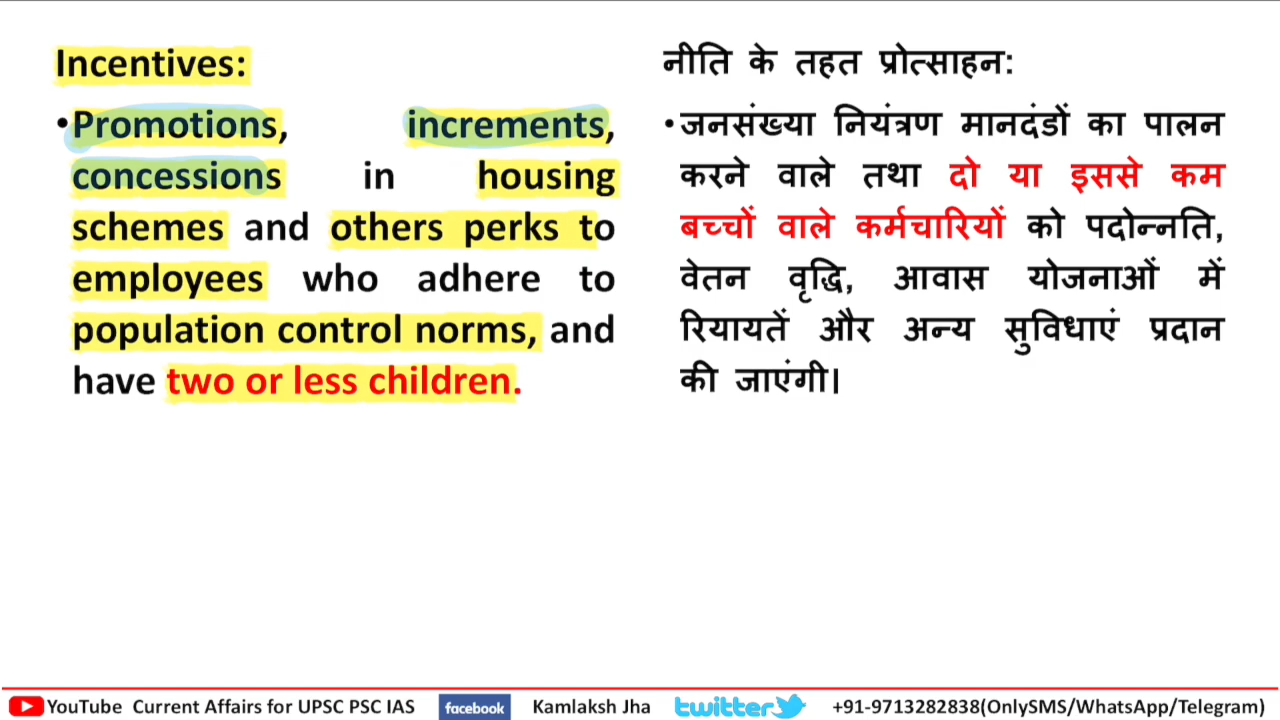 Incentives:
•Promotions, increments,
concessions in housing
schemes and others perks to
employees who adhere to
population control norms, and
have two or less children.
नीति के तहत प्रोत्साहन:
•जनसंख्या नियंत्रण मानदंडों का पालन
करने वाले तथा दो या इससे कम
बच्चों वाले कर्मचारियों को पदोन्नति,
वेतन वृद्धि, आवास योजनाओं में
रियायतें और अन्य सुविधाएं प्रदान
की जाएंगी।
YouTube Current Affairs for UPSC PSC IAS facebook Kamlaksh Jha twitter +91-9713282838(OnlySMS/WhatsApp/Telegram)